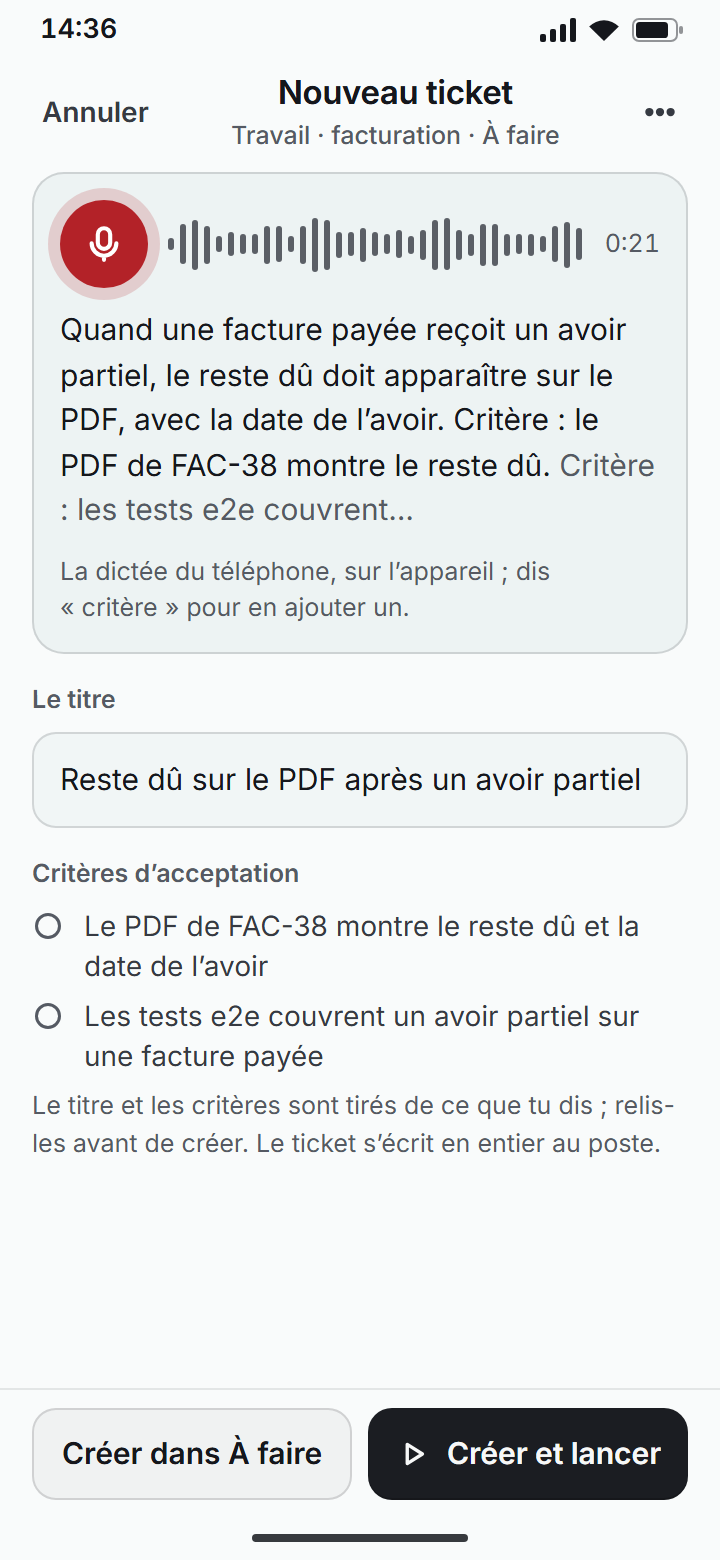 14:36
Annuler
Nouveau ticket
Travail · facturation · À faire
0:21
Quand une facture payée reçoit un avoir
partiel, le reste dû doit apparaître sur le
PDF, avec la date de l’avoir. Critère : le
PDF de FAC-38 montre le reste dû. Critère
: les tests e2e couvrent…
La dictée du téléphone, sur l’appareil ; dis
« critère » pour en ajouter un.
Le titre
Reste dû sur le PDF après un avoir partiel
Critères d’acceptation
Le PDF de FAC-38 montre le reste dû et la
date de l’avoir
Les tests e2e couvrent un avoir partiel sur
une facture payée
Le titre et les critères sont tirés de ce que tu dis ; relis-
les avant de créer. Le ticket s’écrit en entier au poste.
Créer dans À faire
Créer et lancer